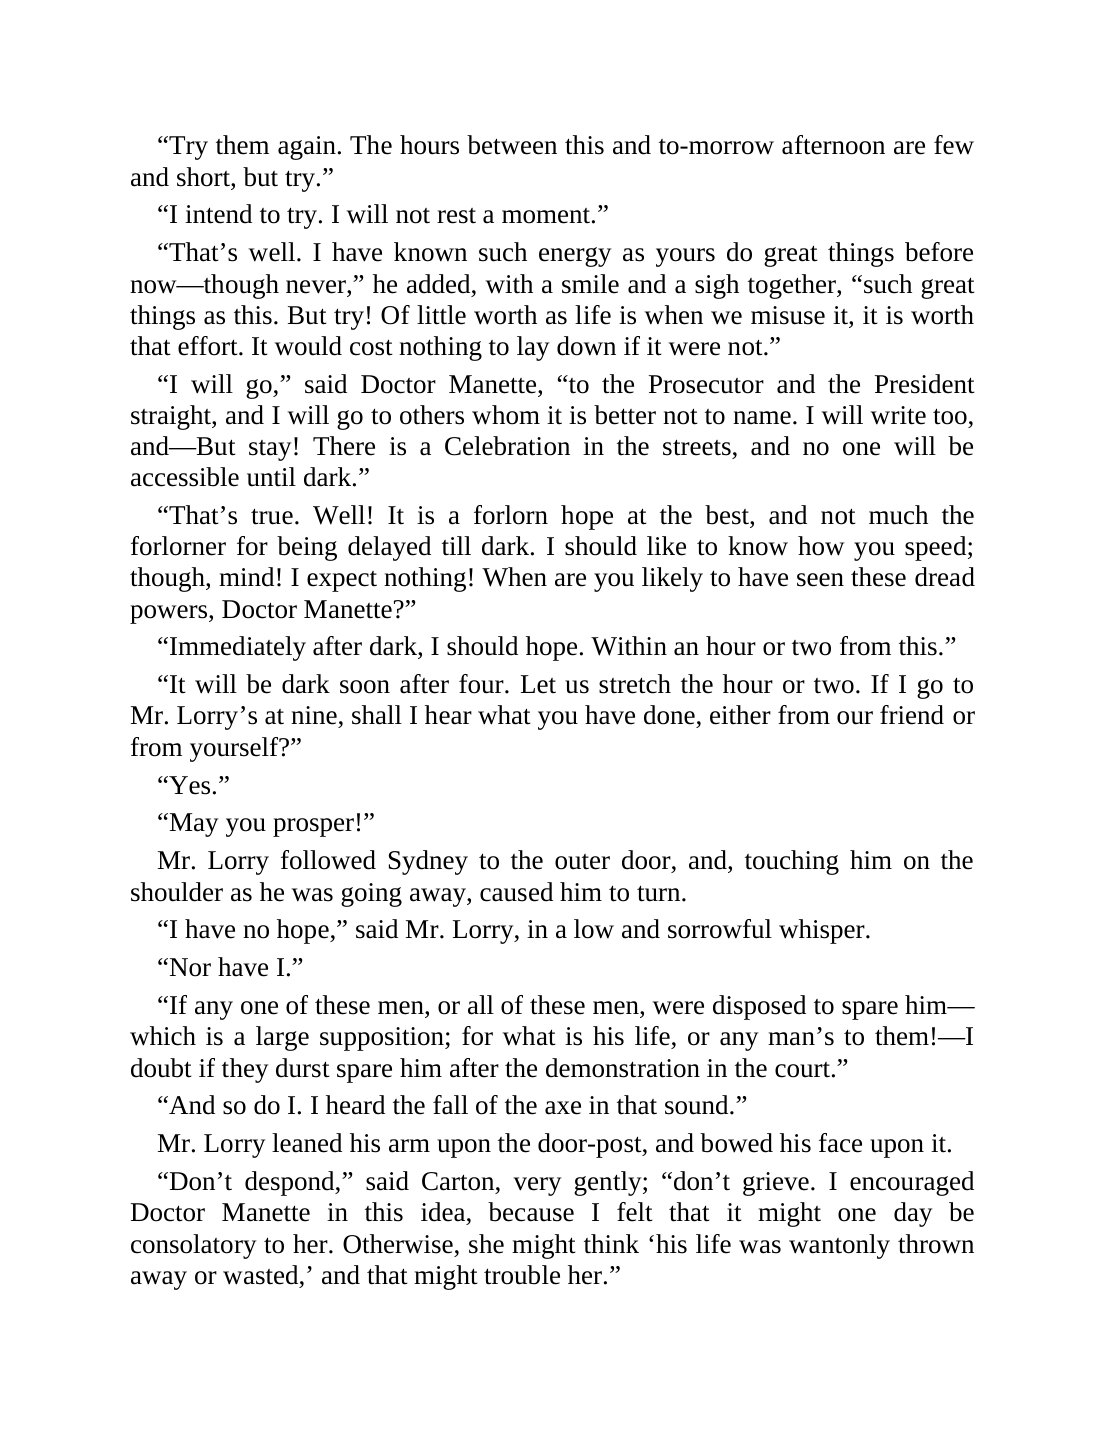 “Try them again. The hours between this and to-morrow afternoon are few
and short, but try.”
“I intend to try. I will not rest a moment.”
“That’s well. I have known such energy as yours do great things before
now—though never,” he added, with a smile and a sigh together, “such great
things as this. But try! Of little worth as life is when we misuse it, it is worth
that effort. It would cost nothing to lay down if it were not.”
“I will go,” said Doctor Manette, “to the Prosecutor and the President
straight, and I will go to others whom it is better not to name. I will write too,
and—But stay! There is a Celebration in the streets, and no one will be
accessible until dark.”
“That’s true. Well! It is a forlorn hope at the best, and not much the
forlorner for being delayed till dark. I should like to know how you speed;
though, mind! I expect nothing! When are you likely to have seen these dread
powers, Doctor Manette?”
“Immediately after dark, I should hope. Within an hour or two from this.”
“It will be dark soon after four. Let us stretch the hour or two. If I go to
Mr. Lorry’s at nine, shall I hear what you have done, either from our friend or
from yourself?”
“Yes.”
“May you prosper!”
Mr. Lorry followed Sydney to the outer door, and, touching him on the
shoulder as he was going away, caused him to turn.
“I have no hope,” said Mr. Lorry, in a low and sorrowful whisper.
“Nor have I.”
“If any one of these men, or all of these men, were disposed to spare him—
which is a large supposition; for what is his life, or any man’s to them!—I
doubt if they durst spare him after the demonstration in the court.”
“And so do I. I heard the fall of the axe in that sound.”
Mr. Lorry leaned his arm upon the door-post, and bowed his face upon it.
“Don’t despond,” said Carton, very gently; “don’t grieve. I encouraged
Doctor Manette in this idea, because I felt that it might one day be
consolatory to her. Otherwise, she might think ‘his life was wantonly thrown
away or wasted,’ and that might trouble her.”